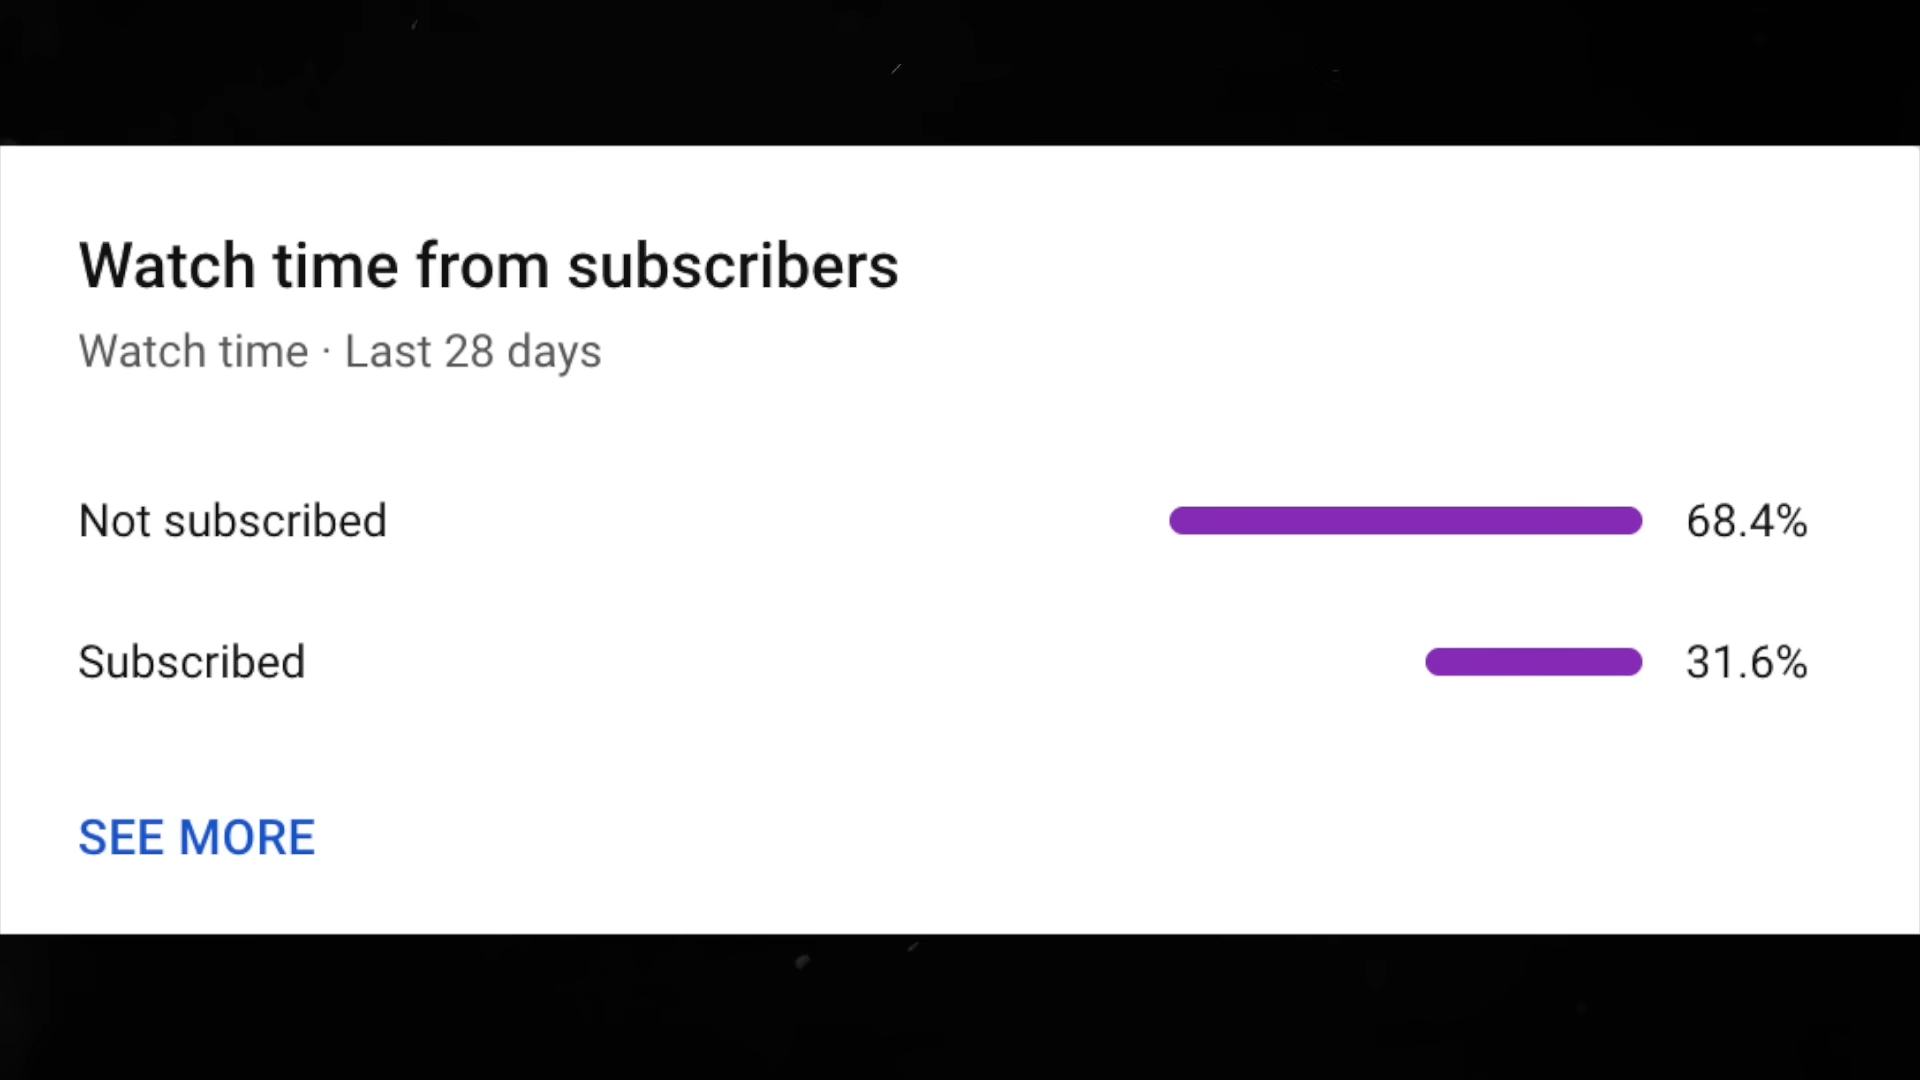 Watch time from subscribers
Watch time · Last 28 days
Not subscribed 68.4%
Subscribed 31.6%
SEE MORE